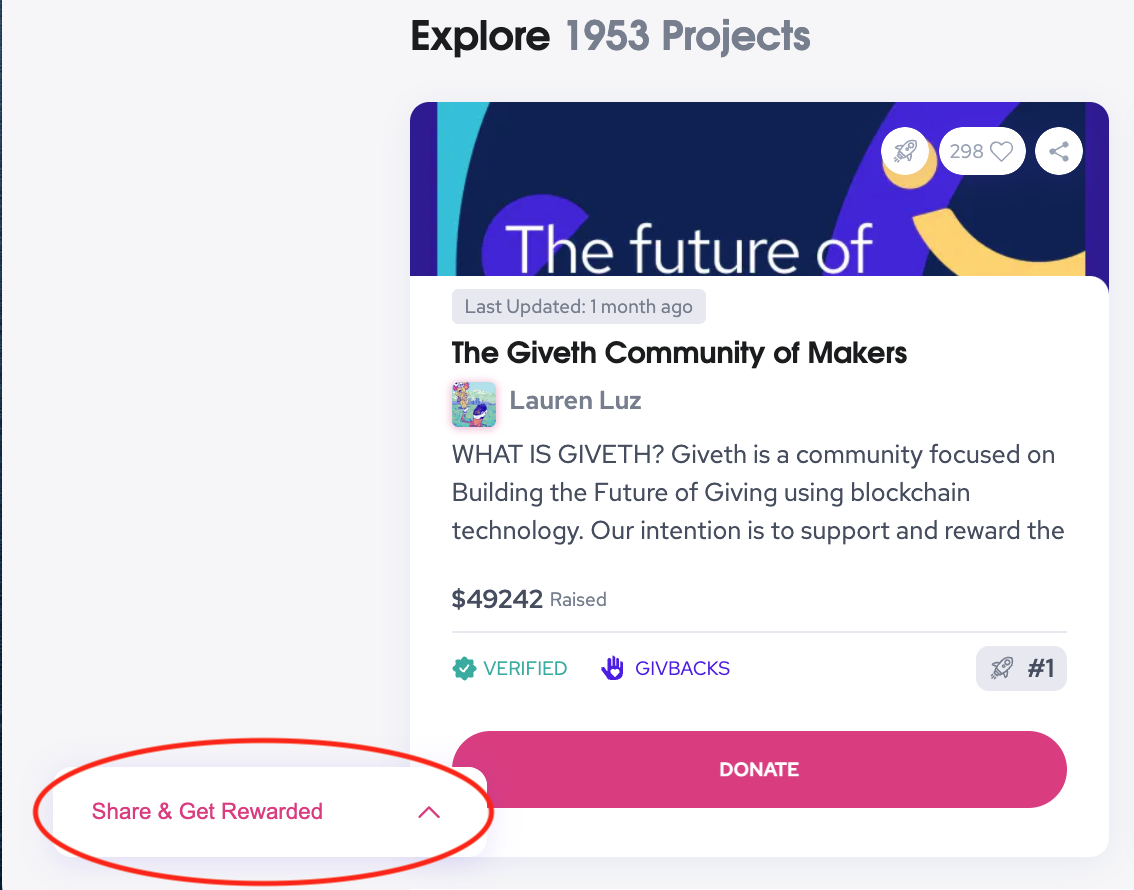 Explore 1953 Projects
298
The future of
Last Updated: 1 month ago
The Giveth Community of Makers
Lauren Luz
WHAT IS GIVETH? Giveth is a community focused on
Building the Future of Giving using blockchain
technology. Our intention is to support and reward the
$49242 Raised
VERIFIED GIVBACKS #1
DONATE
Share & Get Rewarded